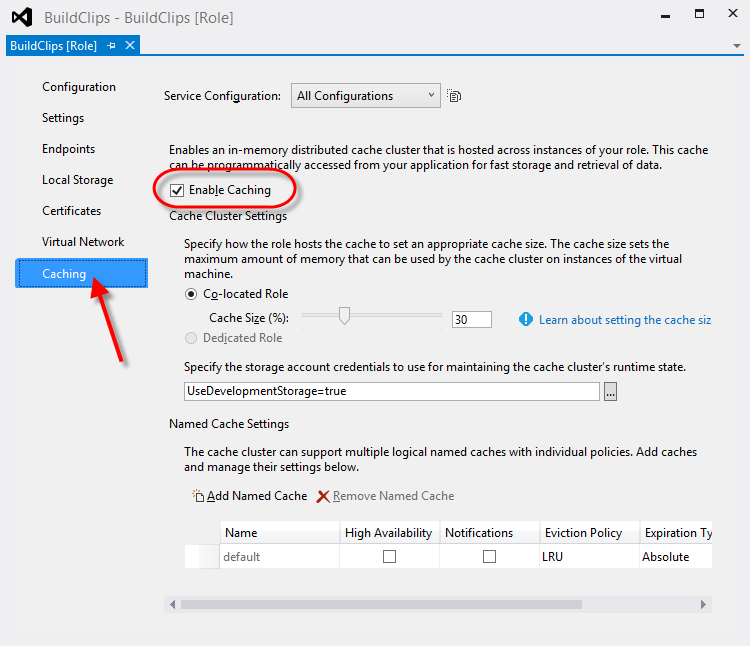 BuildClips - BuildClips [Role]
BuildClips [Role]
Configuration
Settings
Endpoints
Local Storage
Certificates
Virtual Network
Caching
Service Configuration: All Configurations
Enables an in-memory distributed cache cluster that is hosted across instances of your role. This cache
can be programmatically accessed from your application for fast storage and retrieval of data.
Enable Caching
Cache Cluster Settings
Specify how the role hosts the cache to set an appropriate cache size. The cache size sets the
maximum amount of memory that can be used by the cache cluster on instances of the virtual
machine.
Co-located Role
Cache Size (%): 30 Learn about setting the cache siz
Dedicated Role
Specify the storage account credentials to use for maintaining the cache cluster's runtime state.
UseDevelopmentStorage=true ...
Named Cache Settings
The cache cluster can support multiple logical named caches with individual policies. Add caches
and manage their settings below.
Add Named Cache Remove Named Cache
Name High Availability Notifications Eviction Policy Expiration Ty
default LRU Absolute